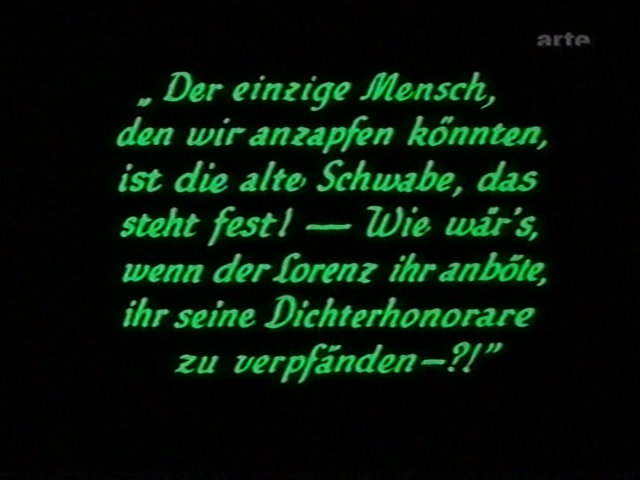 arte
„Der einzige Mensch,
den wir anzapfen könnten,
ist die alte Schwabe, das
steht fest! — Wie wär's,
wenn der Lorenz ihr anböte,
ihr seine Dichterhonorare
zu verpfänden—?!"